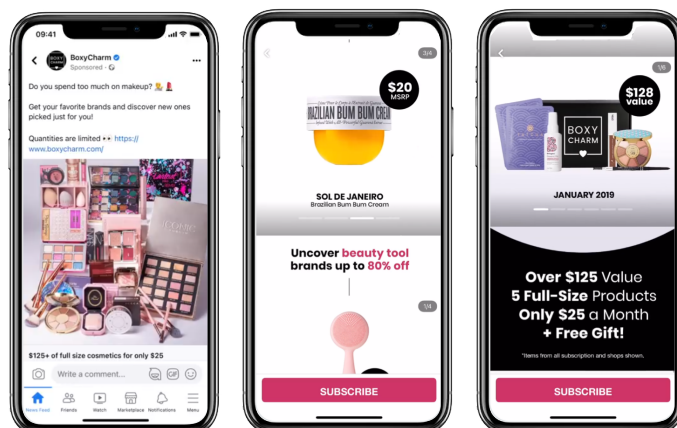 09:41
BoxyCharm
Sponsored
Do you spend too much on makeup?
Get your favorite brands and discover new ones
picked just for you!
Quantities are limited 👀 https://
www.boxycharm.com/
$125+ of full size cosmetics for only $25
Write a comment...
GIF
News Feed
Friends
Watch
Marketplace
Notifications
Menu
3/4
$20
MSRP
BRAZILIAN BUM BUM CREAM
SOL DE JANEIRO
Brazilian Bum Bum Cream
Uncover beauty tool
brands up to 80% off
1/4
SUBSCRIBE
1/6
$128
value
BOXY
CHARM
JANUARY 2019
Over $125 Value
5 Full-Size Products
Only $25 a Month
+ Free Gift!
*Items from all subscription and shops shown.
SUBSCRIBE